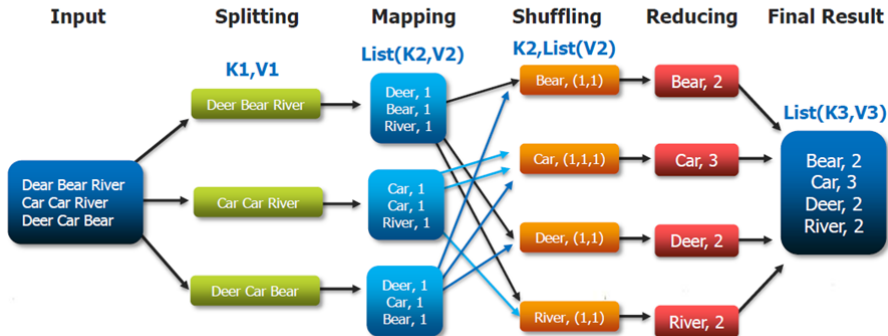 Input
Splitting
Mapping
Shuffling
Reducing
Final Result
K1,V1
List(K2,V2)
K2,List(V2)
List(K3,V3)
Dear Bear River
Car Car River
Deer Car Bear
Deer Bear River
Car Car River
Deer Car Bear
Deer, 1
Bear, 1
River, 1
Car, 1
Car, 1
River, 1
Deer, 1
Car, 1
Bear, 1
Bear, (1,1)
Car, (1,1,1)
Deer, (1,1)
River, (1,1)
Bear, 2
Car, 3
Deer, 2
River, 2
Bear, 2
Car, 3
Deer, 2
River, 2